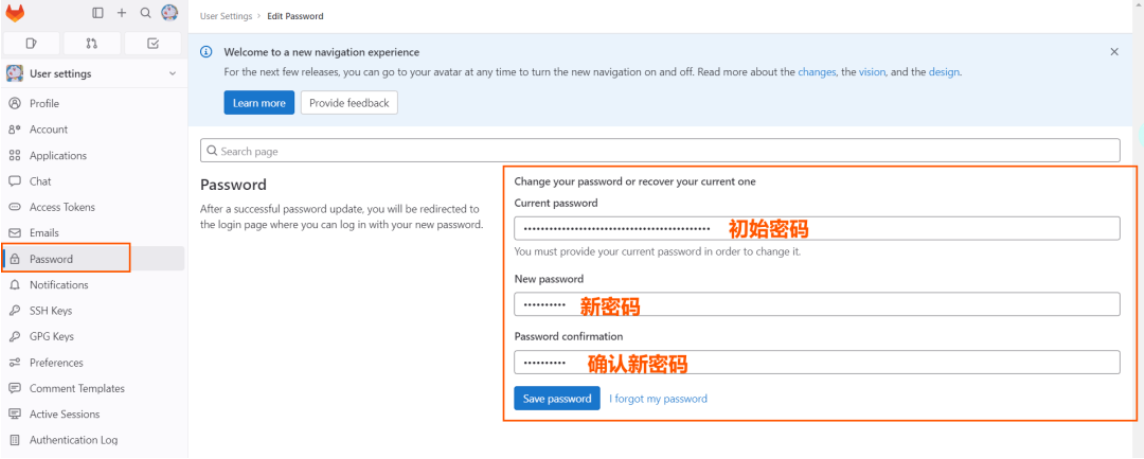 User Settings > Edit Password
User settings
Profile
Account
Applications
Chat
Access Tokens
Emails
Password
Notifications
SSH Keys
GPG Keys
Preferences
Comment Templates
Active Sessions
Authentication Log
Welcome to a new navigation experience
For the next few releases, you can go to your avatar at any time to turn the new navigation on and off. Read more about the changes, the vision, and the design.
Learn more
Provide feedback
Search page
Password
After a successful password update, you will be redirected to
the login page where you can log in with your new password.
Change your password or recover your current one
Current password
初始密码
You must provide your current password in order to change it.
New password
新密码
Password confirmation
确认新密码
Save password
I forgot my password